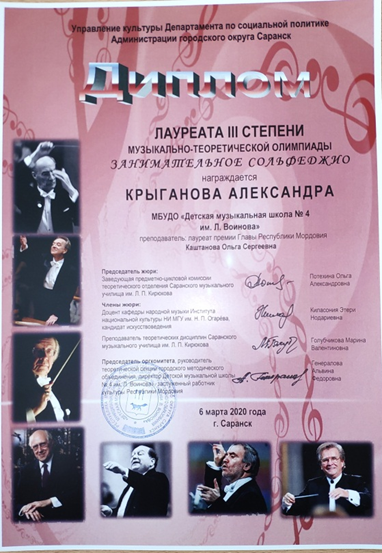 Управление культуры Департамента по социальной политике
Администрации городского округа Саранск
Диплом
ЛАУРЕАТА III СТЕПЕНИ
МУЗЫКАЛЬНО-ТЕОРЕТИЧЕСКОЙ ОЛИМПИАДЫ
ЗАНИМАТЕЛЬНОЕ СОЛЬФЕДЖИО
награждается
КРЫГАНОВА АЛЕКСАНДРА
МБУДО «Детская музыкальная школа № 4
им. Л. Воинова»
преподаватель: лауреат премии Главы Республики Мордовия
Каштанова Ольга Сергеевна
Председатель жюри:
Заведующая предметно-цикловой комиссии
теоретического отделения Саранского музыкального
училища им. Л. П. Кирюкова
Потехина Ольга
Александровна
Члены жюри:
Доцент кафедры народной музыки Института
национальной культуры НИ МГУ им. Н. П. Огарёва,
кандидат искусствоведения
Нодариевна
Преподаватель теоретических дисциплин Саранского
музыкального училища им. Л. П. Кирюкова
Голубчикова Марина
Валентиновна
Председатель оргкомитета, руководитель
теоретической секции городского методического
объединения, директор Детской музыкальной школы
№ 4 им. Л. Воинова, заслуженный работник
культуры Республики Мордовия
Генералова
Альвина
Федоровна
6 марта 2020 года
г. Саранск